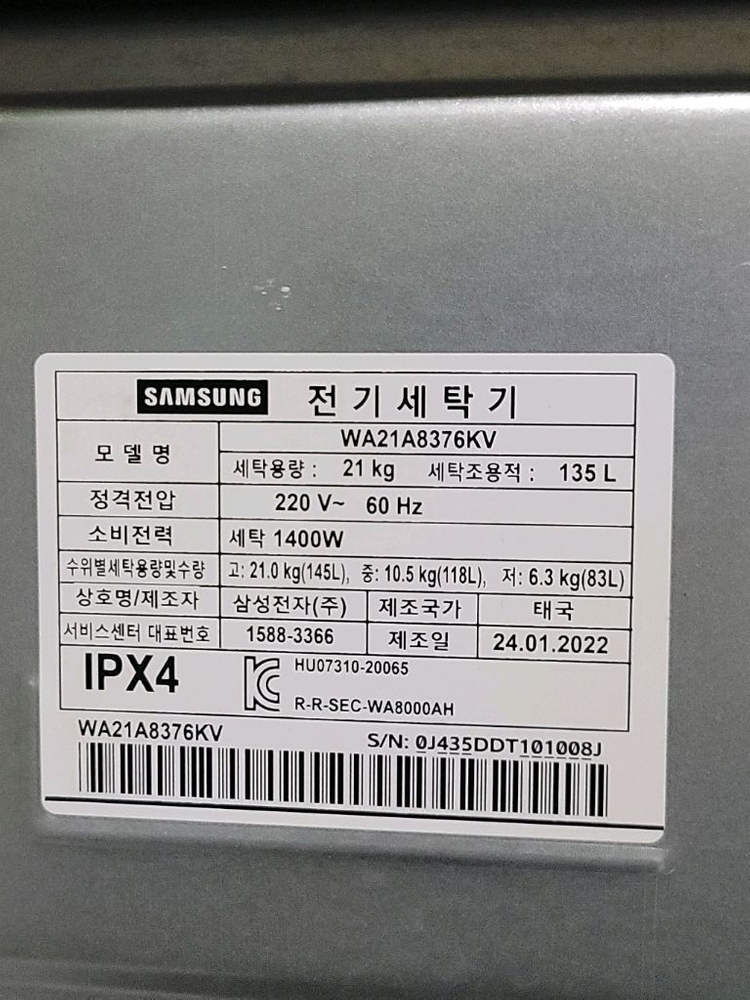 SAMSUNG 전기세탁기
모델명 WA21A8376KV
세탁용량 : 21 kg 세탁조용적 : 135 L
정격전압 220 V~ 60 Hz
소비전력 세탁 1400W
수위별세탁용량및수량 고: 21.0 kg(145L), 중: 10.5 kg(118L), 저: 6.3 kg(83L)
상호명/제조자 삼성전자(주) 제조국가 태국
서비스센터 대표번호 1588-3366 제조일 24.01.2022
IPX4 HU07310-20065
R-R-SEC-WA8000AH
WA21A8376KV S/N: 0J435DDT101008J